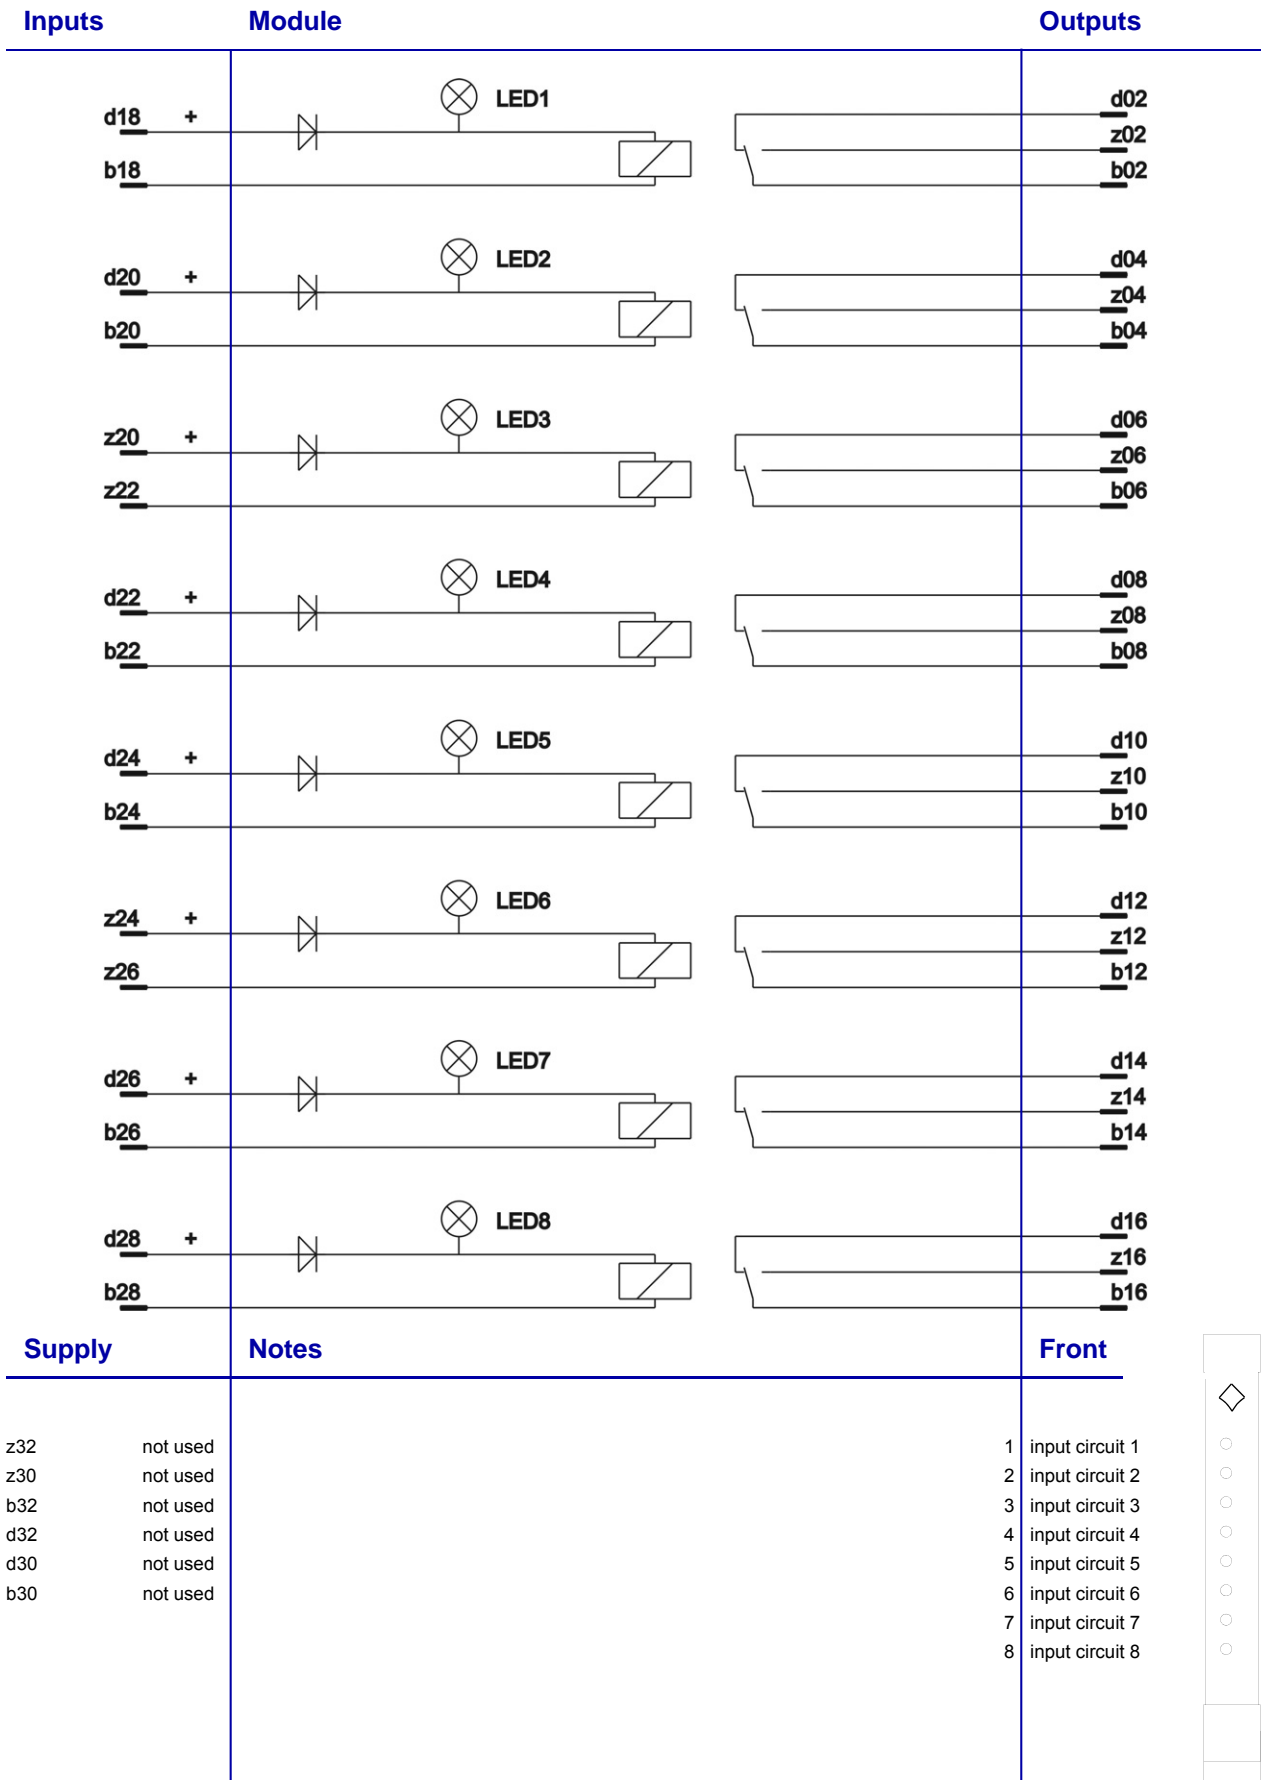 Inputs Module Outputs
LED1 d02
d18 + z02
b18 b02
LED2 d04
d20 + z04
b20 b04
LED3 d06
z20 + z06
z22 b06
LED4 d08
d22 + z08
b22 b08
LED5 d10
d24 + z10
b24 b10
LED6 d12
z24 + z12
z26 b12
LED7 d14
d26 + z14
b26 b14
LED8 d16
d28 + z16
b28 b16
Supply Notes Front
z32 not used 1 input circuit 1
z30 not used 2 input circuit 2
b32 not used 3 input circuit 3
d32 not used 4 input circuit 4
d30 not used 5 input circuit 5
b30 not used 6 input circuit 6
7 input circuit 7
8 input circuit 8